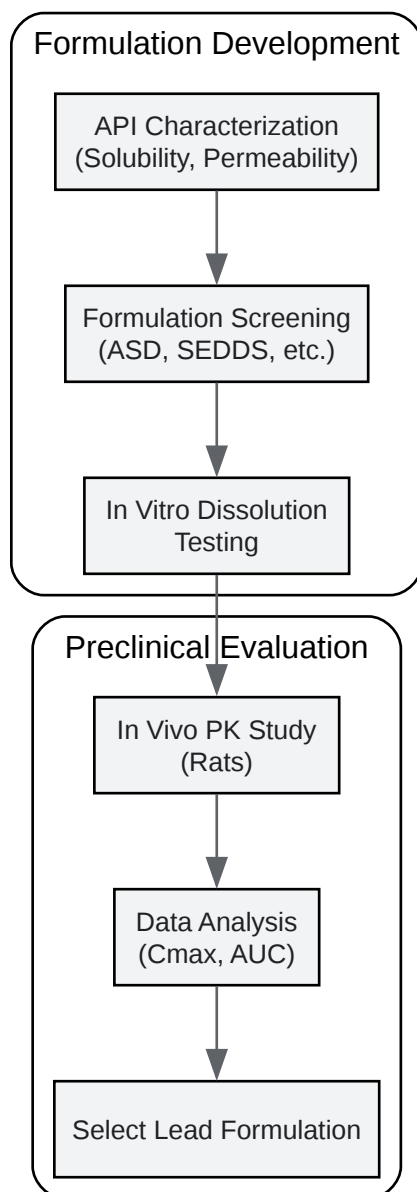 Formulation Development
API Characterization
(Solubility, Permeability)
Formulation Screening
(ASD, SEDDS, etc.)
In Vitro Dissolution
Testing
Preclinical Evaluation
In Vivo PK Study
(Rats)
Data Analysis
(Cmax, AUC)
Select Lead Formulation